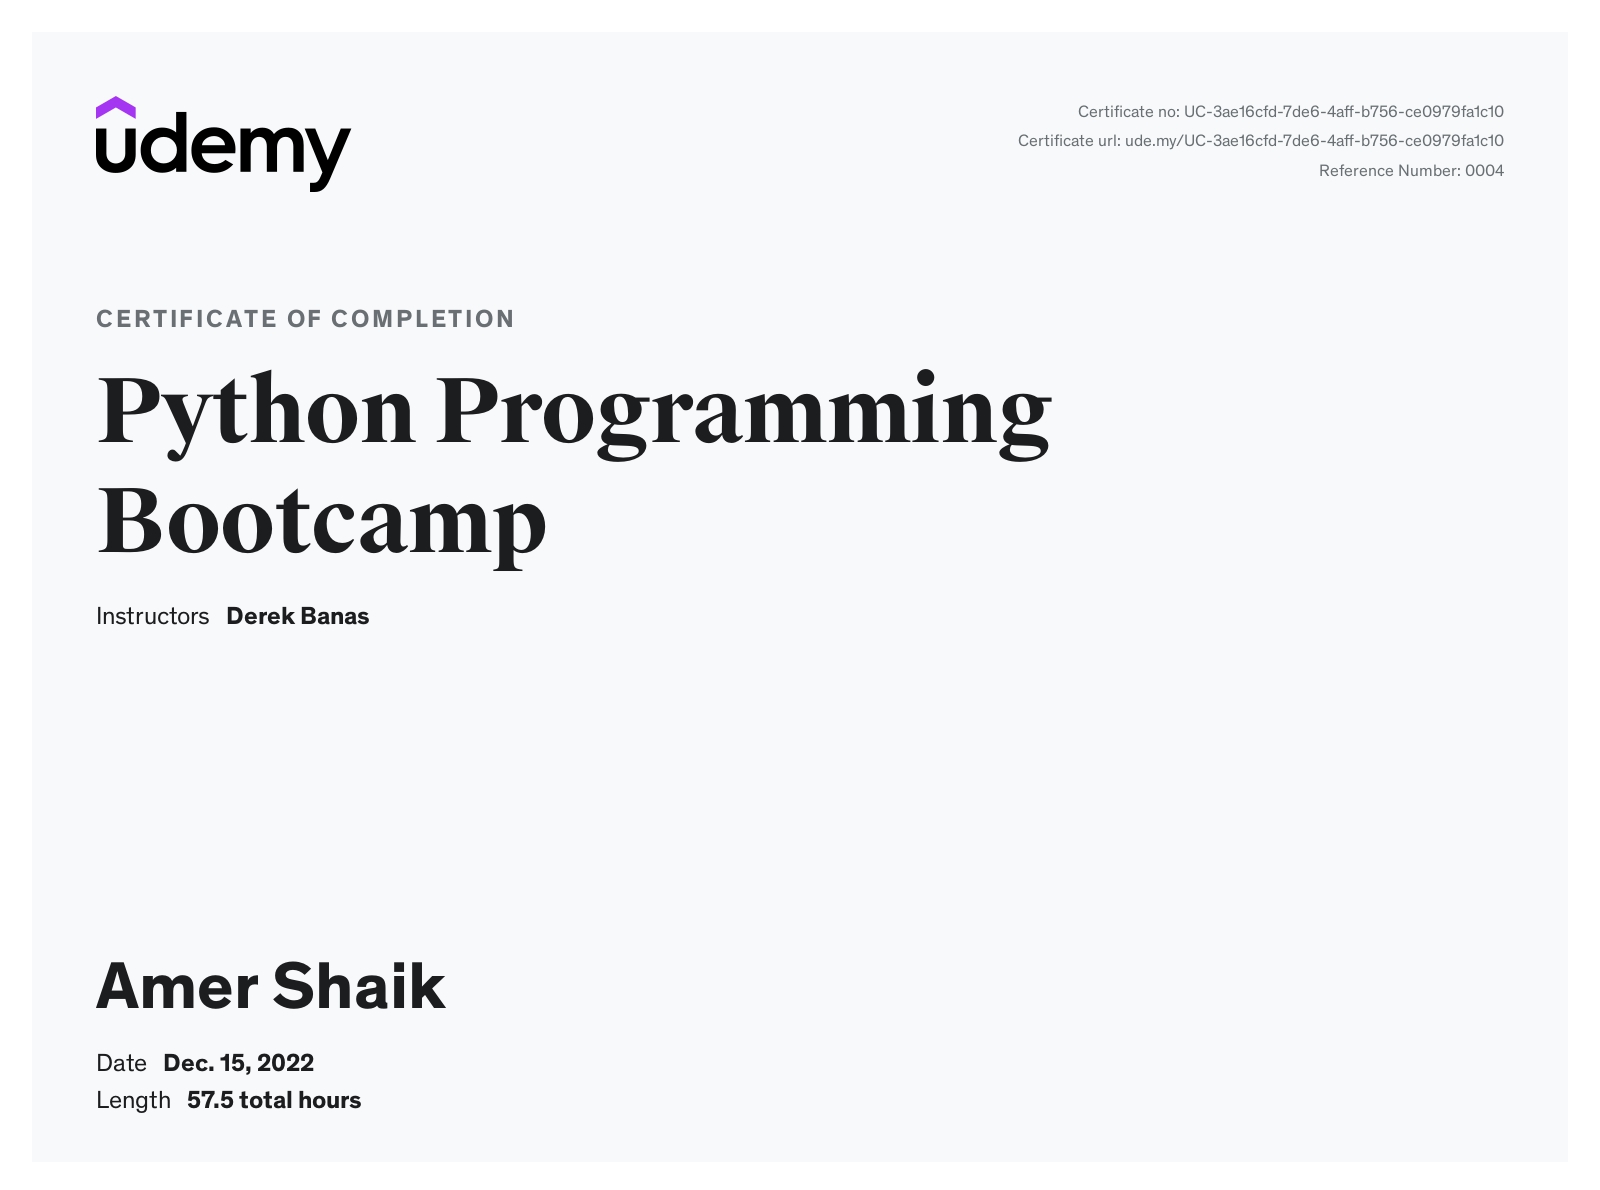 udemy
Certificate no: UC-3ae16cfd-7de6-4aff-b756-ce0979fa1c10
Certificate url: ude.my/UC-3ae16cfd-7de6-4aff-b756-ce0979fa1c10
Reference Number: 0004
CERTIFICATE OF COMPLETION
Python Programming
Bootcamp
Instructors Derek Banas
Amer Shaik
Date Dec. 15, 2022
Length 57.5 total hours